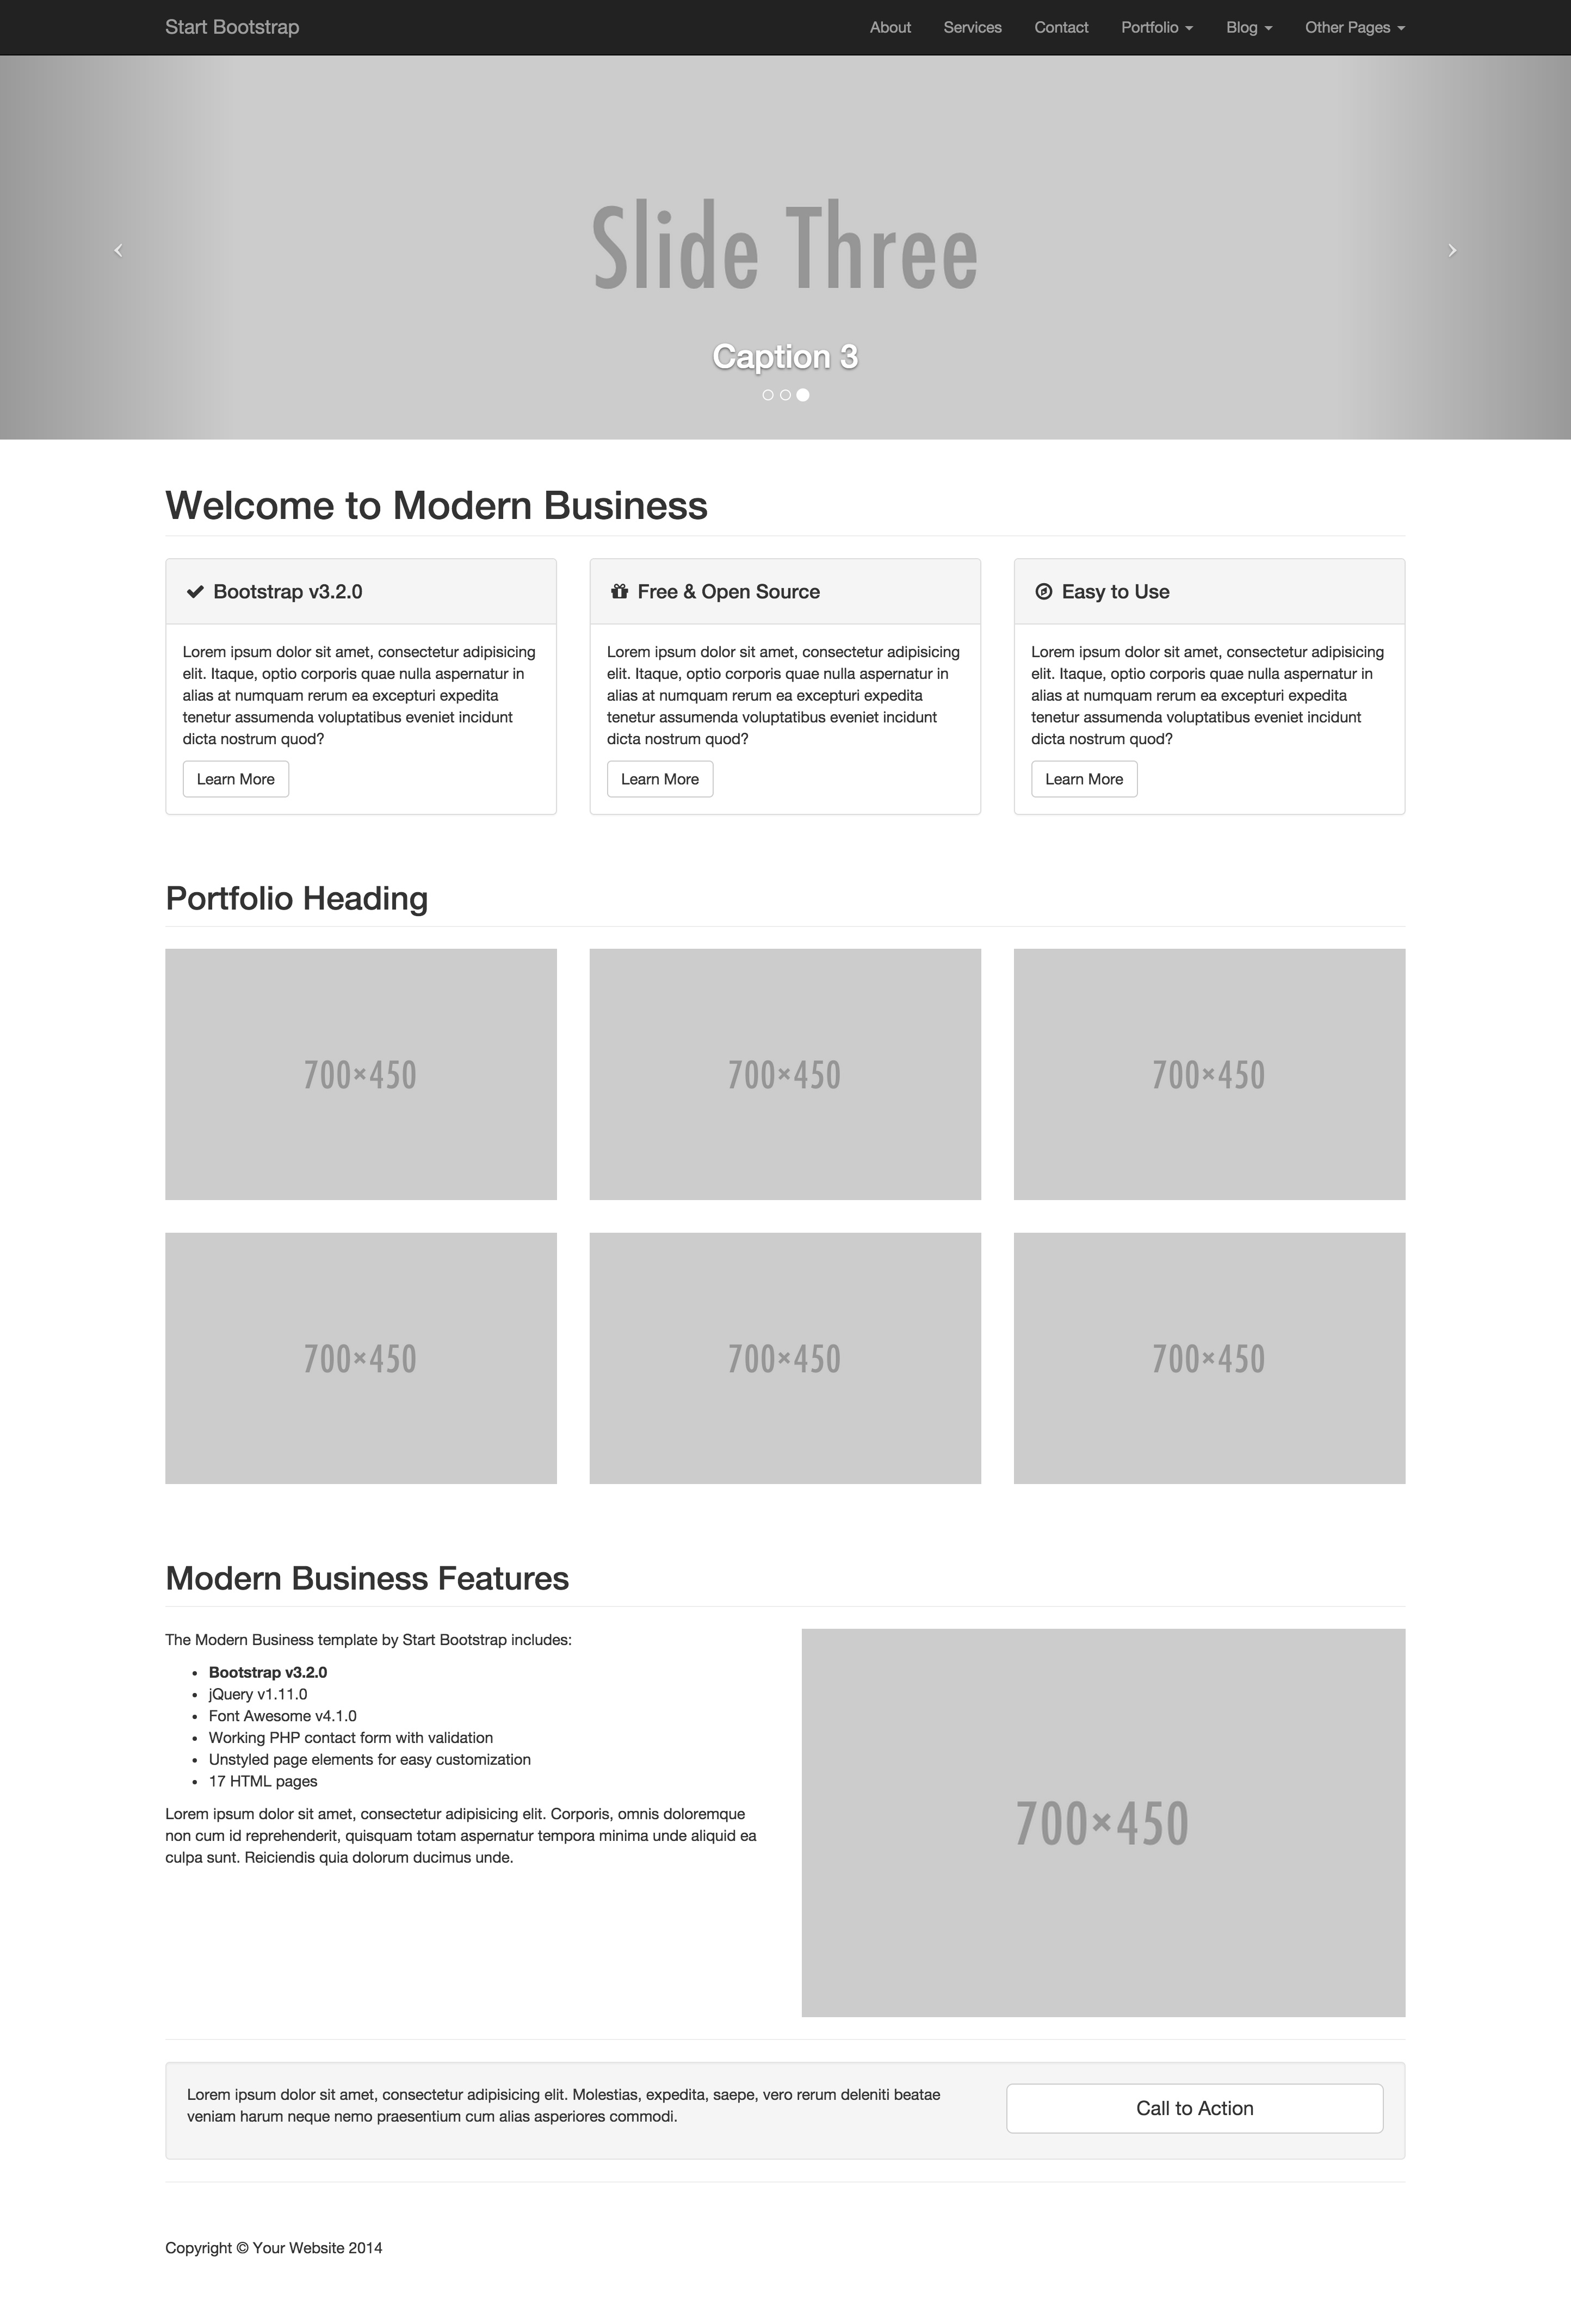 Start Bootstrap
About Services Contact Portfolio Blog Other Pages
Slide Three
Caption 3
Welcome to Modern Business
Bootstrap v3.2.0
Lorem ipsum dolor sit amet, consectetur adipisicing
elit. Itaque, optio corporis quae nulla aspernatur in
alias at numquam rerum ea excepturi expedita
tenetur assumenda voluptatibus eveniet incidunt
dicta nostrum quod?
Learn More
Free & Open Source
Lorem ipsum dolor sit amet, consectetur adipisicing
elit. Itaque, optio corporis quae nulla aspernatur in
alias at numquam rerum ea excepturi expedita
tenetur assumenda voluptatibus eveniet incidunt
dicta nostrum quod?
Learn More
Easy to Use
Lorem ipsum dolor sit amet, consectetur adipisicing
elit. Itaque, optio corporis quae nulla aspernatur in
alias at numquam rerum ea excepturi expedita
tenetur assumenda voluptatibus eveniet incidunt
dicta nostrum quod?
Learn More
Portfolio Heading
700×450
700×450
700×450
700×450
700×450
700×450
Modern Business Features
The Modern Business template by Start Bootstrap includes:
• Bootstrap v3.2.0
• jQuery v1.11.0
• Font Awesome v4.1.0
• Working PHP contact form with validation
• Unstyled page elements for easy customization
• 17 HTML pages
Lorem ipsum dolor sit amet, consectetur adipisicing elit. Corporis, omnis doloremque
non cum id reprehenderit, quisquam totam aspernatur tempora minima unde aliquid ea
culpa sunt. Reiciendis quia dolorum ducimus unde.
700×450
Lorem ipsum dolor sit amet, consectetur adipisicing elit. Molestias, expedita, saepe, vero rerum deleniti beatae
veniam harum neque nemo praesentium cum alias asperiores commodi.
Call to Action
Copyright © Your Website 2014